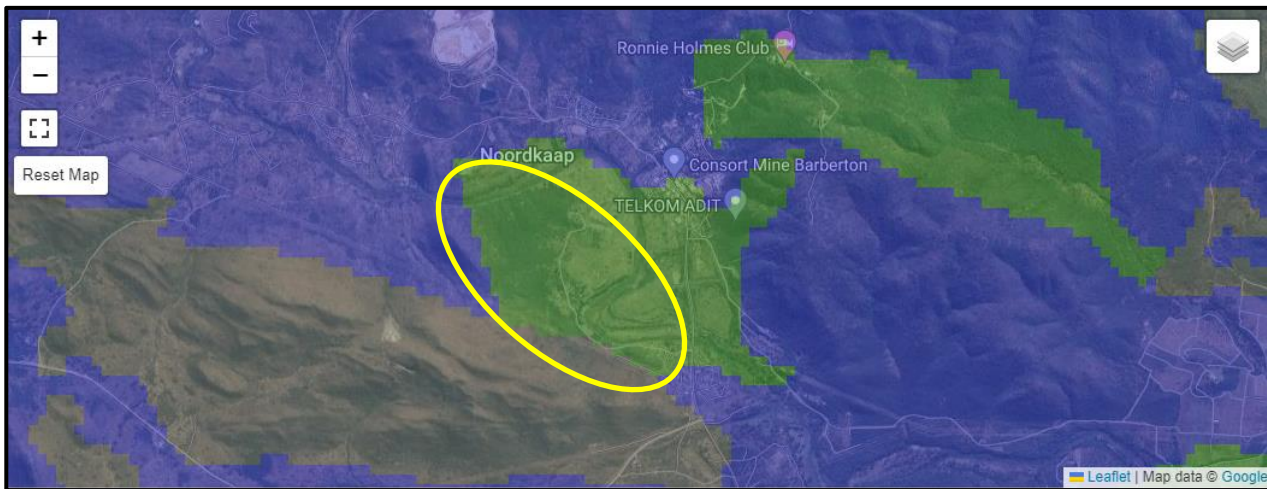 +
Ronnie Holmes Club
−
Noordkaap
Consort Mine Barberton
Reset Map
TELKOM ADIT
Leaflet | Map data © Google